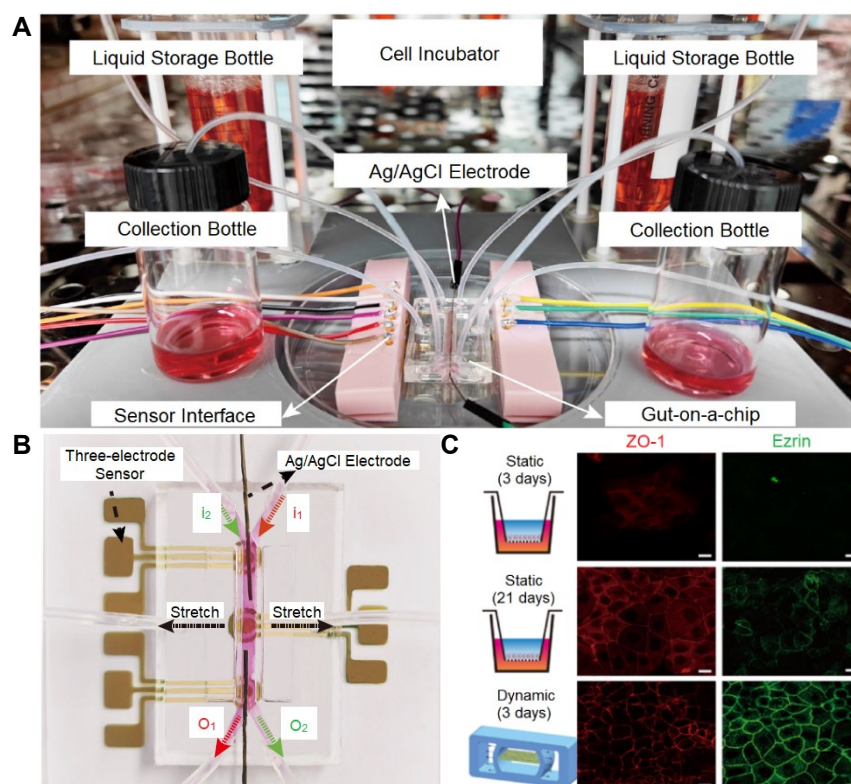 A
Liquid Storage Bottle
Cell Incubator
Liquid Storage Bottle
Ag/AgCl Electrode
Collection Bottle
Collection Bottle
Sensor Interface
Gut-on-a-chip
B
Three-electrode
Sensor
Ag/AgCl Electrode
i₂
i₁
Stretch
Stretch
O₁
O₂
C
ZO-1
Ezrin
Static
(3 days)
Static
(21 days)
Dynamic
(3 days)